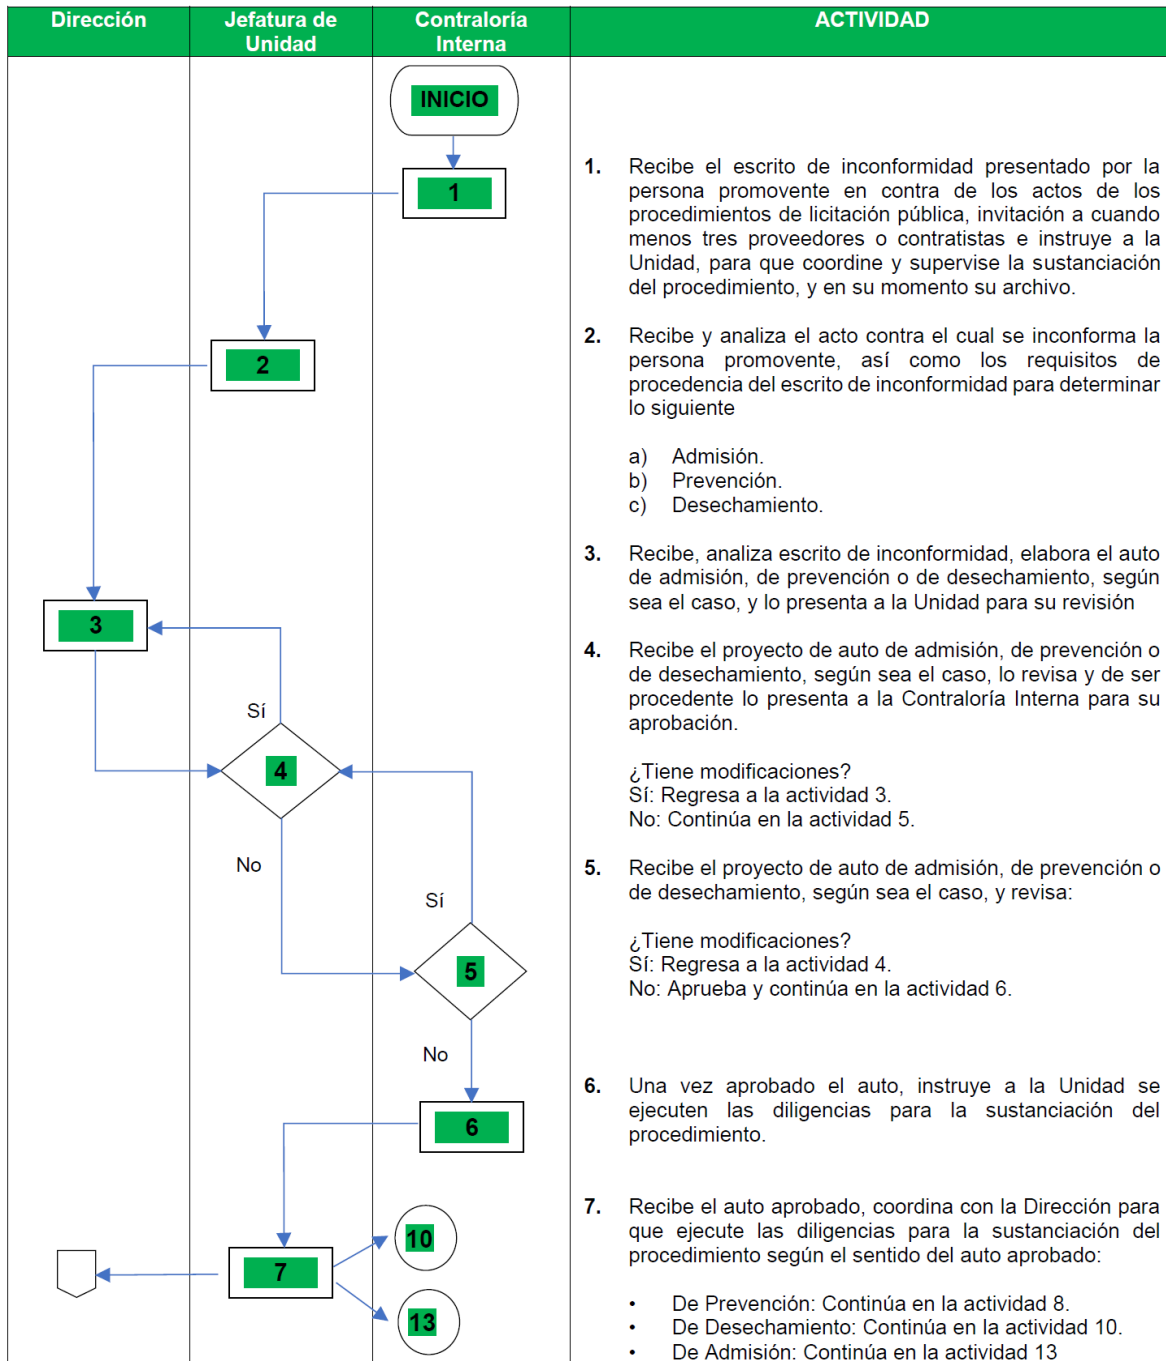 Dirección
Jefatura de
Unidad
Contraloría
Interna
ACTIVIDAD
INICIO
1
2
3
Sí
4
No
Sí
5
No
6
10
7
13
1. Recibe el escrito de inconformidad presentado por la
persona promovente en contra de los actos de los
procedimientos de licitación pública, invitación a cuando
menos tres proveedores o contratistas e instruye a la
Unidad, para que coordine y supervise la sustanciación
del procedimiento, y en su momento su archivo.
2. Recibe y analiza el acto contra el cual se inconforma la
persona promovente, así como los requisitos de
procedencia del escrito de inconformidad para determinar
lo siguiente
a) Admisión.
b) Prevención.
c) Desechamiento.
3. Recibe, analiza escrito de inconformidad, elabora el auto
de admisión, de prevención o de desechamiento, según
sea el caso, y lo presenta a la Unidad para su revisión
4. Recibe el proyecto de auto de admisión, de prevención o
de desechamiento, según sea el caso, lo revisa y de ser
procedente lo presenta a la Contraloría Interna para su
aprobación.
¿Tiene modificaciones?
Sí: Regresa a la actividad 3.
No: Continúa en la actividad 5.
5. Recibe el proyecto de auto de admisión, de prevención o
de desechamiento, según sea el caso, y revisa:
¿Tiene modificaciones?
Sí: Regresa a la actividad 4.
No: Aprueba y continúa en la actividad 6.
6. Una vez aprobado el auto, instruye a la Unidad se
ejecuten las diligencias para la sustanciación del
procedimiento.
7. Recibe el auto aprobado, coordina con la Dirección para
que ejecute las diligencias para la sustanciación del
procedimiento según el sentido del auto aprobado:
• De Prevención: Continúa en la actividad 8.
• De Desechamiento: Continúa en la actividad 10.
• De Admisión: Continúa en la actividad 13